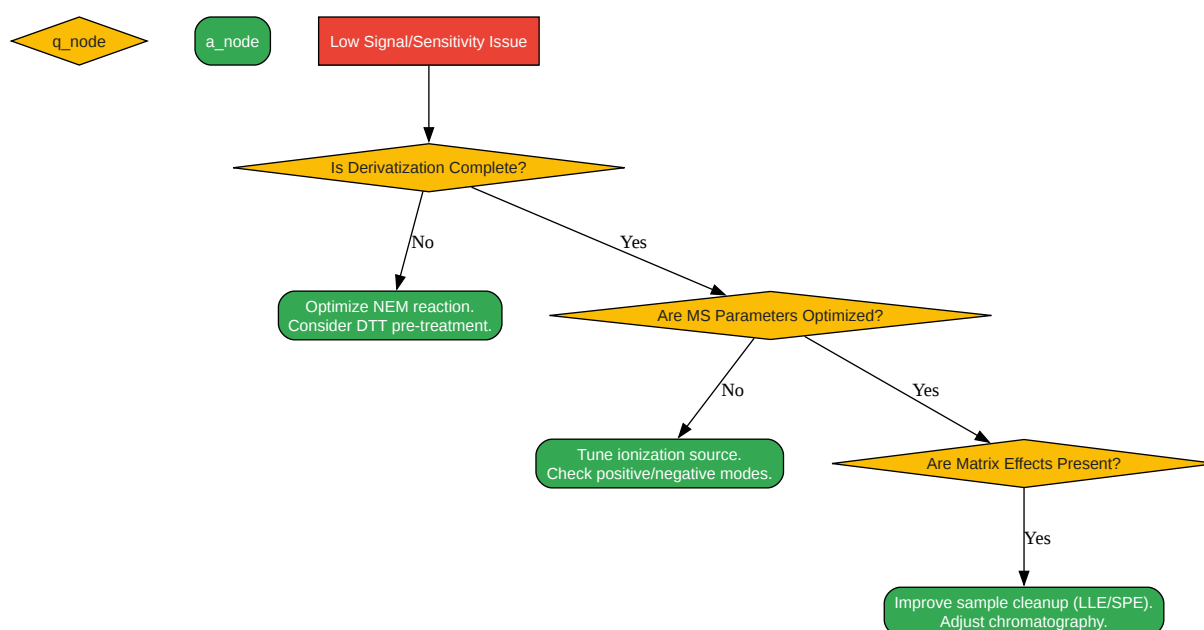 q_node
a_node
Low Signal/Sensitivity Issue
Is Derivatization Complete?
No
Yes
Optimize NEM reaction.
Consider DTT pre-treatment.
Are MS Parameters Optimized?
No
Yes
Tune ionization source.
Check positive/negative modes.
Are Matrix Effects Present?
Yes
Improve sample cleanup (LLE/SPE).
Adjust chromatography.